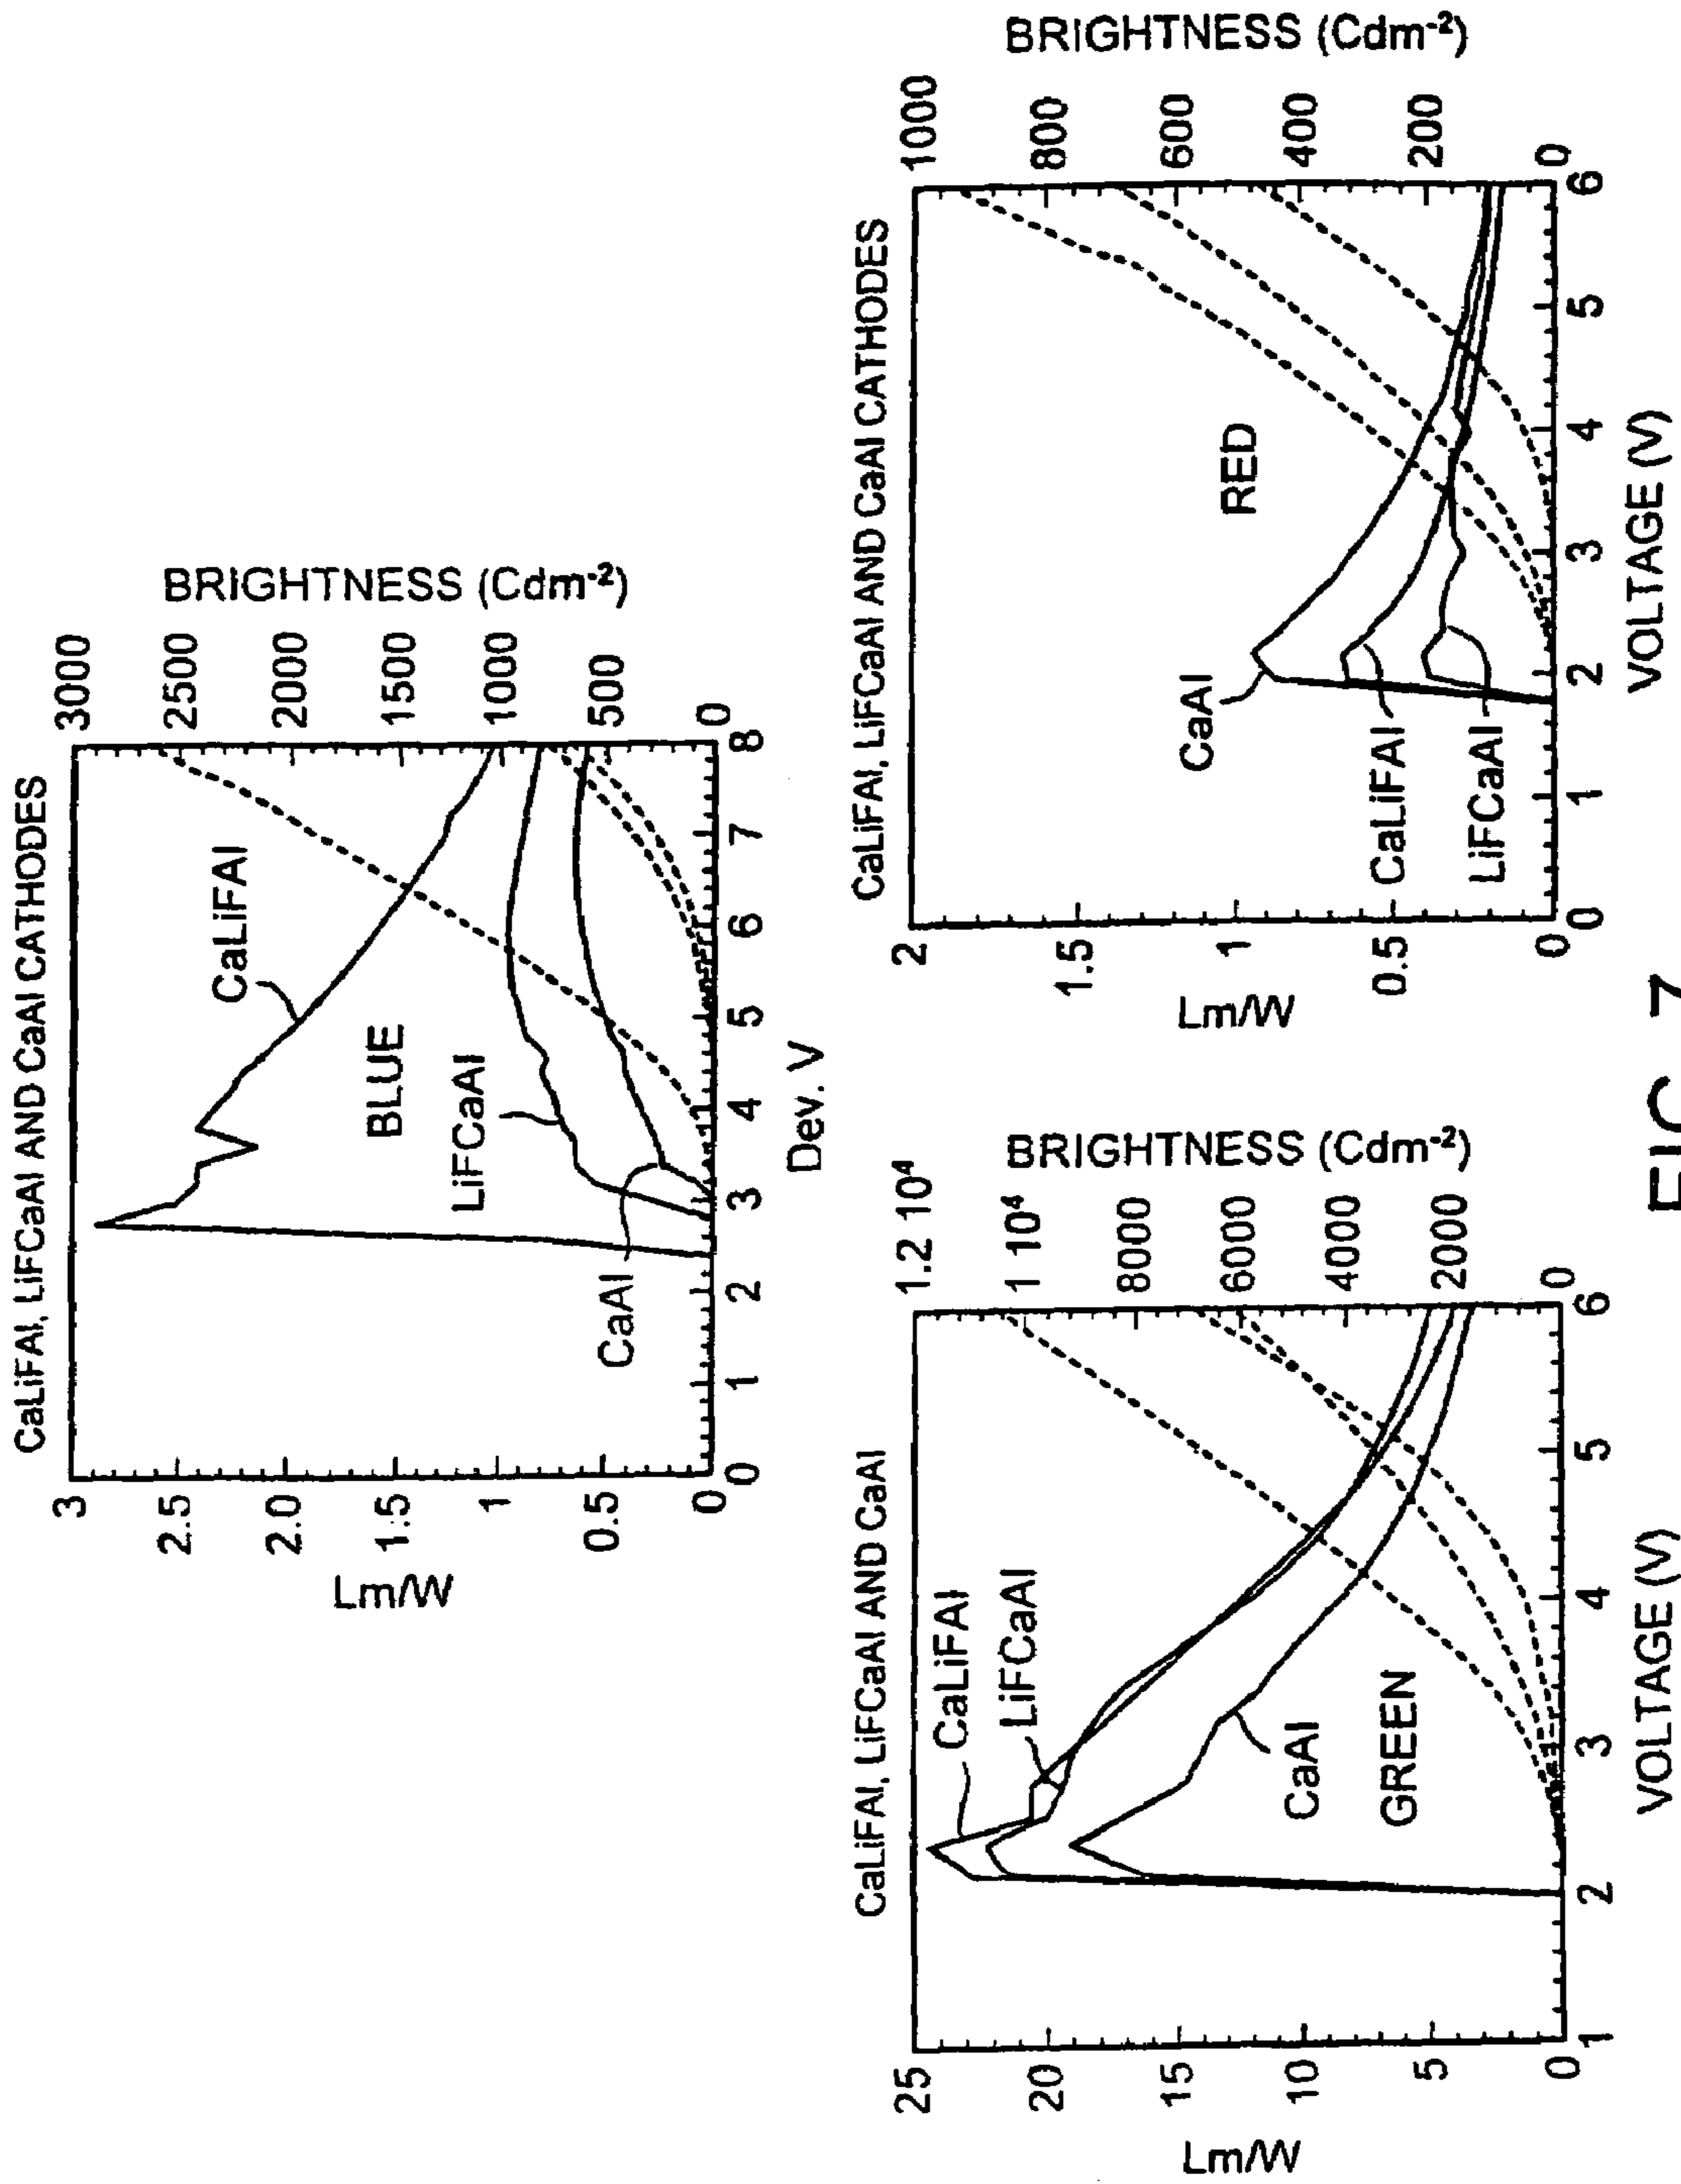 CaLiFAl, LiFCaAl AND CaAl CATHODES
3
2.5
2.0
1.5
1
0.5
0
Lm/W
BRIGHTNESS (Cdm-2)
3000
2500
2000
1500
1000
500
0
CaLiFAl
BLUE
LiFCaAl
CaAl
0 1 2 3 4 5 6 7 8
Dev. V
CaLiFAl, LiFCaAl AND CaAl
25
20
15
10
5
0
Lm/W
BRIGHTNESS (Cdm-2)
1.2 10⁴
1 10⁴
8000
6000
4000
2000
0
CaLiFAl
LiFCaAl
CaAl
GREEN
1 2 3 4 5 6
VOLTAGE (V)
CaLiFAl, LiFCaAl AND CaAl CATHODES
2
1.5
1
0.5
0
Lm/W
BRIGHTNESS (Cdm-2)
1000
800
600
400
200
0
RED
CaAl
CaLiFAl
LiFCaAl
0 1 2 3 4 5 6
VOLTAGE (V)